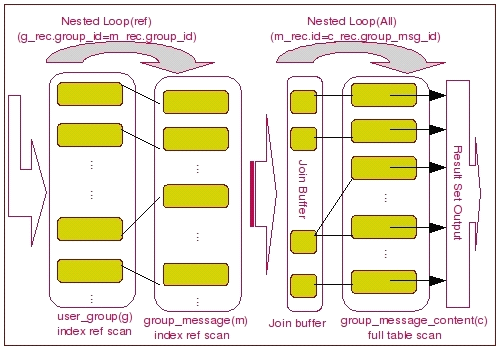 Nested Loop(ref)
(g_rec.group_id=m_rec.group_id)
Nested Loop(All)
(m_rec.id=c_rec.group_msg_id)
Join Buffer
Result Set Output
user_group(g)
index ref scan
group_message(m)
index ref scan
Join buffer
group_message_content(c)
full table scan